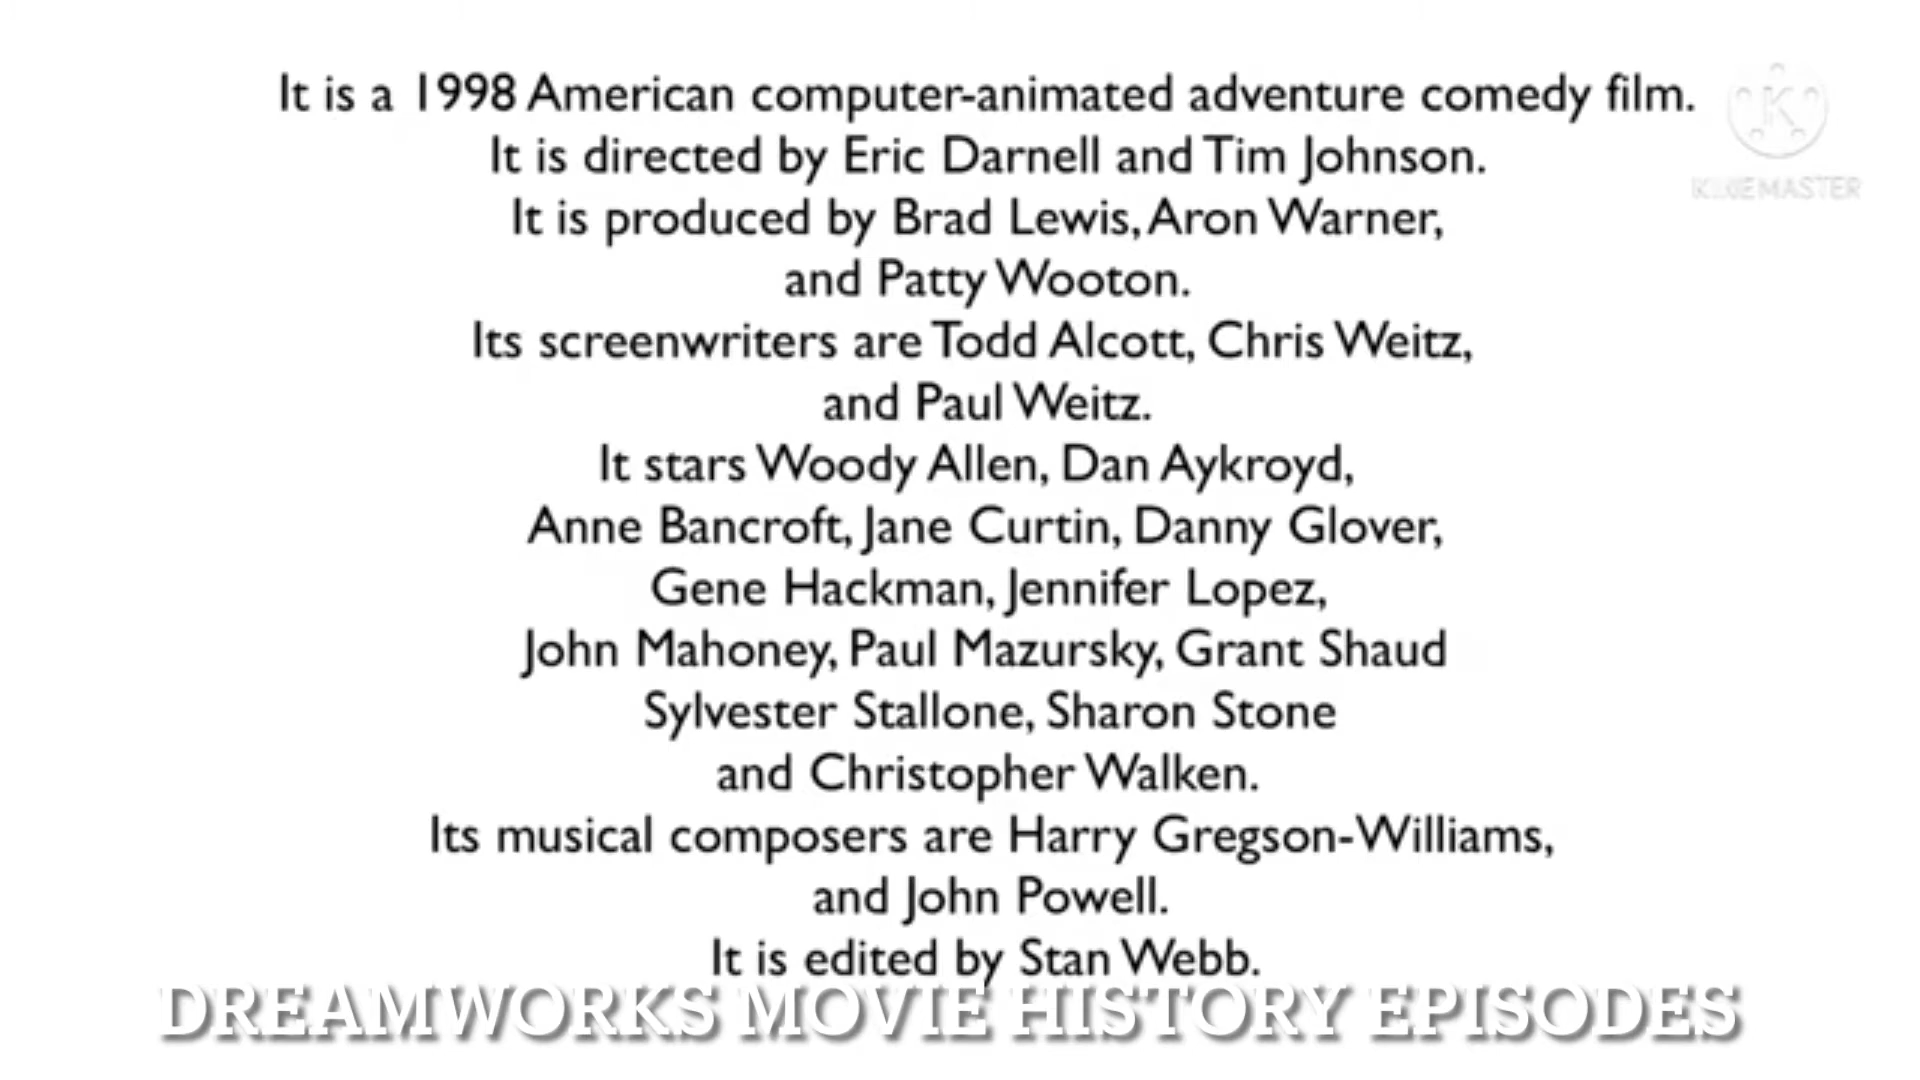 It is a 1998 American computer-animated adventure comedy film.
It is directed by Eric Darnell and Tim Johnson.
It is produced by Brad Lewis, Aron Warner,
and Patty Wooton.
Its screenwriters are Todd Alcott, Chris Weitz,
and Paul Weitz.
It stars Woody Allen, Dan Aykroyd,
Anne Bancroft, Jane Curtin, Danny Glover,
Gene Hackman, Jennifer Lopez,
John Mahoney, Paul Mazursky, Grant Shaud
Sylvester Stallone, Sharon Stone
and Christopher Walken.
Its musical composers are Harry Gregson-Williams,
and John Powell.
It is edited by Stan Webb.
DREAMWORKS MOVIE HISTORY EPISODES
K
KINEMASTER